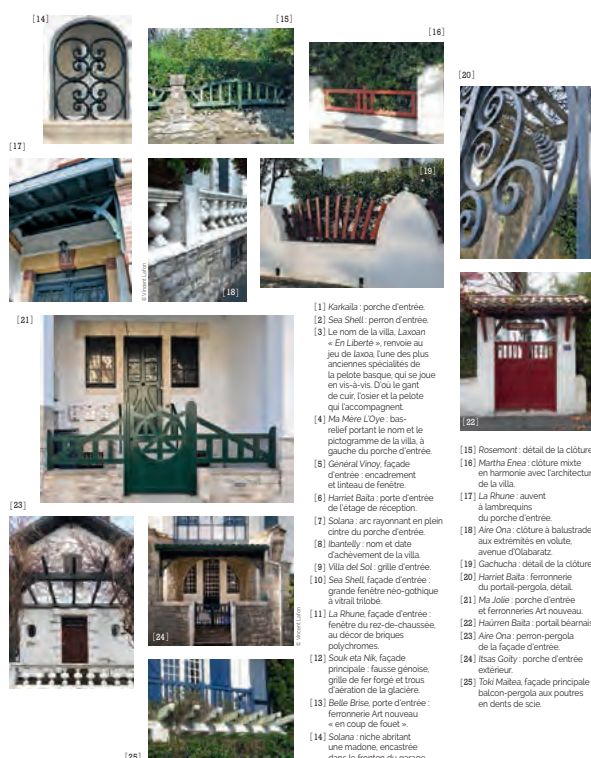 [14]
[15]
[16]
[20]
[17]
[19]
© Vincent Lafon
[18]
[21]
[1] Karkaila : porche d'entrée.
[2] Sea Shell : perron d'entrée.
[3] Le nom de la villa, Laxoan
« En Liberté », renvoie au
jeu de laxoa, l'une des plus
anciennes spécialités de
la pelote basque, qui se joue
en vis-à-vis. D'où le gant
de cuir, l'osier et la pelote
qui l'accompagnent.
[4] Ma Mère L'Oye : bas-
relief portant le nom et le
pictogramme de la villa, à
gauche du porche d'entrée.
[5] Général Vinoy, façade
d'entrée : encadrement
et linteau de fenêtre.
[6] Harriet Baita : porte d'entrée
de l'étage de réception.
[7] Solana : arc rayonnant en plein
cintre du porche d'entrée.
[8] Ibantelly : nom et date
d'achèvement de la villa.
[9] Villa del Sol : grille d'entrée.
[10] Sea Shell, façade d'entrée :
grande fenêtre néo-gothique
à vitrail trilobé.
[11] La Rhune, façade d'entrée :
fenêtre du rez-de-chaussée,
au décor de briques
polychromes.
[12] Souk eta Nik, façade
principale : fausse génoise,
grille de fer forgé et trous
d'aération de la glacière.
[13] Belle Brise, porte d'entrée :
ferronnerie Art nouveau
« en coup de fouet ».
[14] Solana : niche abritant
une madone, encastrée
dans le fronton du garage
[22]
[15] Rosemont : détail de la clôture
[16] Martha Enea : clôture mixte
en harmonie avec l'architectur
de la villa.
[17] La Rhune : auvent
à lambrequins
du porche d'entrée.
[18] Aire Ona : clôture à balustrade
aux extrémités en volute,
avenue d'Olabaratz.
[19] Gachucha : détail de la clôture
[20] Harriet Baita : ferronnerie
du portail-pergola, détail.
[21] Ma Jolie : porche d'entrée
et ferronneries Art nouveau.
[22] Haürren Baita : portail béarnais
[23] Aire Ona : perron-pergola
de la façade d'entrée.
[24] Itsas Goity : porche d'entrée
extérieur.
[25] Toki Maitea, façade principale
balcon-pergola aux poutres
en dents de scie.
[23]
[24]
© Vincent Lafon
[25]